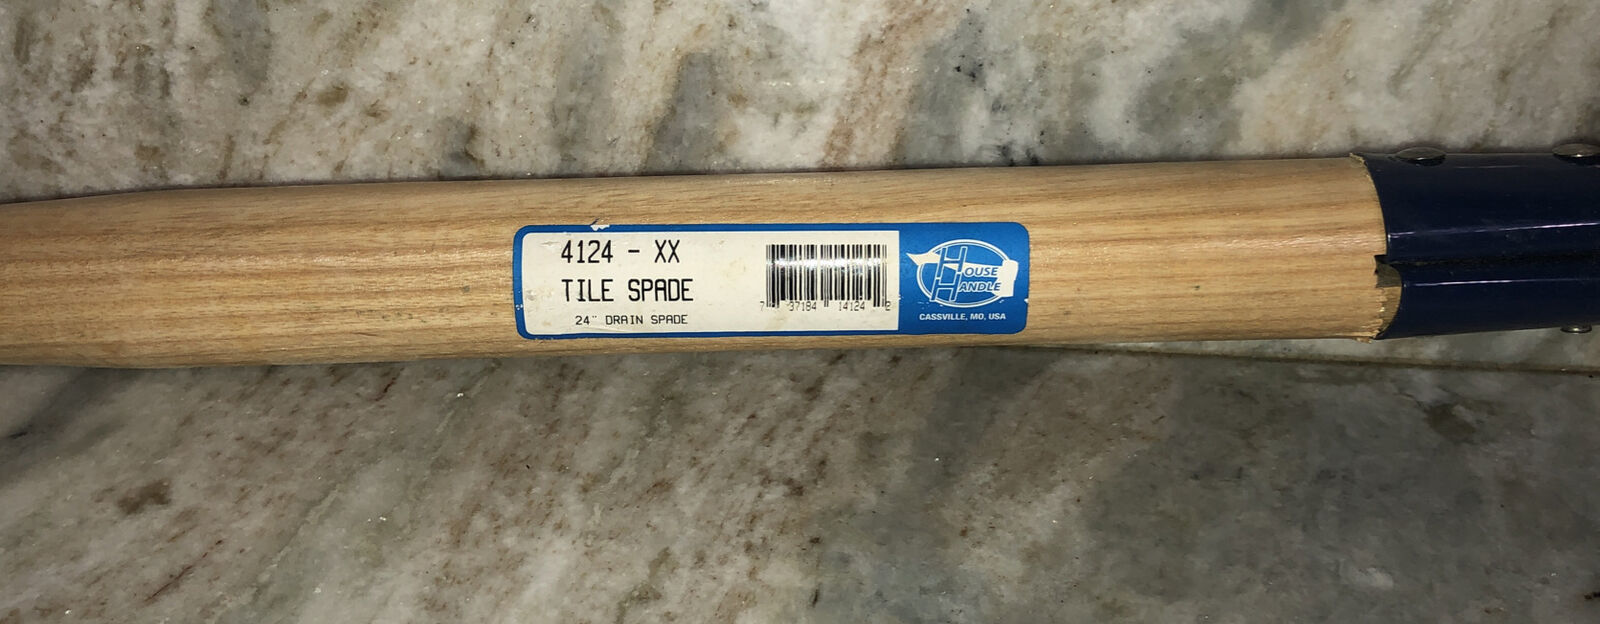 4124 - XX
TILE SPADE
24" DRAIN SPADE
7 37184 14124 2
HOUSE
HANDLE
CASSVILLE, MO, USA